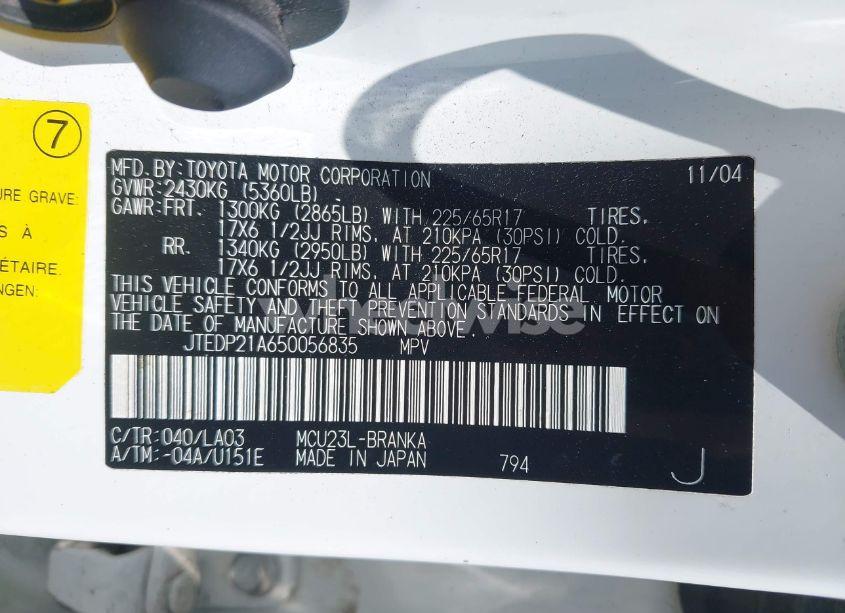 7
URE GRAVE:
S À
ÉTAIRE.
NGEN:
MFD.BY:TOYOTA MOTOR CORPORATION 11/04
GVWR:2430KG (5360LB)
GAWR:FRT. 1300KG (2865LB) WITH 225/65R17 TIRES,
17X6 1/2JJ RIMS, AT 210KPA (30PSI) COLD.
RR. 1340KG (2950LB) WITH 225/65R17 TIRES,
17X6 1/2JJ RIMS, AT 210KPA (30PSI) COLD.
THIS VEHICLE CONFORMS TO ALL APPLICABLE FEDERAL MOTOR
VEHICLE SAFETY AND THEFT PREVENTION STANDARDS IN EFFECT ON
THE DATE OF MANUFACTURE SHOWN ABOVE.
JTEDP21A650056835 MPV
C/TR:040/LA03 MCU23L-BRANKA
A/TM:-04A/U151E MADE IN JAPAN 794 J
wheelwise